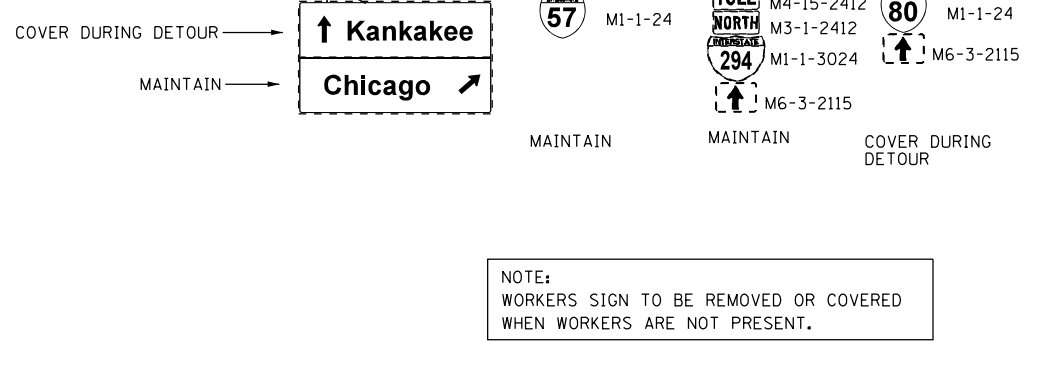 COVER DURING DETOUR
↑ Kankakee
MAINTAIN
Chicago ↗
57 M1-1-24
MAINTAIN
TOLL M4-15-2412
NORTH M3-1-2412
INTERSTATE
294 M1-1-3024
↑ M6-3-2115
MAINTAIN
80 M1-1-24
↑ M6-3-2115
COVER DURING
DETOUR
NOTE:
WORKERS SIGN TO BE REMOVED OR COVERED
WHEN WORKERS ARE NOT PRESENT.